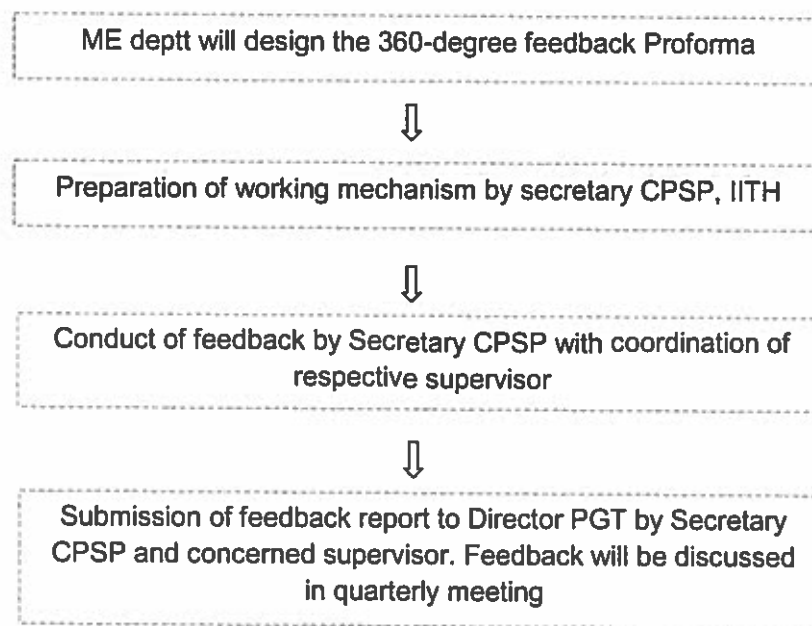 ME deptt will design the 360-degree feedback Proforma
Preparation of working mechanism by secretary CPSP, IITH
Conduct of feedback by Secretary CPSP with coordination of
respective supervisor
Submission of feedback report to Director PGT by Secretary
CPSP and concerned supervisor. Feedback will be discussed
in quarterly meeting